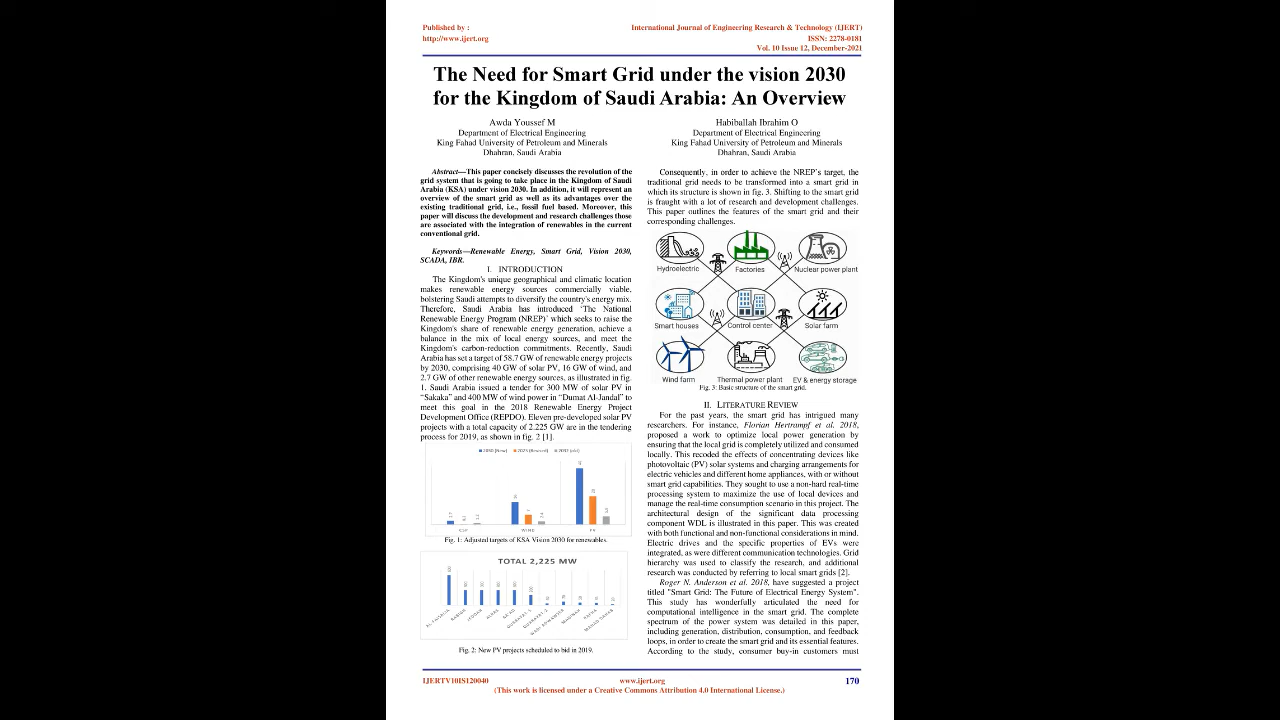 Published by :
http://www.ijert.org
International Journal of Engineering Research & Technology (IJERT)
ISSN: 2278-0181
Vol. 10 Issue 12, December-2021
The Need for Smart Grid under the vision 2030
for the Kingdom of Saudi Arabia: An Overview
Awda Youssef M
Department of Electrical Engineering
King Fahad University of Petroleum and Minerals
Dhahran, Saudi Arabia
Habiballah Ibrahim O
Department of Electrical Engineering
King Fahad University of Petroleum and Minerals
Dhahran, Saudi Arabia
Abstract—This paper concisely discusses the revolution of the
grid system that is going to take place in the Kingdom of Saudi
Arabia (KSA) under vision 2030. In addition, it will represent an
overview of the smart grid as well as its advantages over the
existing traditional grid, i.e., fossil fuel based. Moreover, this
paper will discuss the development and research challenges those
are associated with the integration of renewables in the current
conventional grid.
Keywords—Renewable Energy, Smart Grid, Vision 2030,
SCADA, IBR.
I. INTRODUCTION
The Kingdom's unique geographical and climatic location
makes renewable energy sources commercially viable,
bolstering Saudi attempts to diversify the country's energy mix.
Therefore, Saudi Arabia has introduced ‘The National
Renewable Energy Program (NREP)’ which seeks to raise the
Kingdom's share of renewable energy generation, achieve a
balance in the mix of local energy sources, and meet the
Kingdom's carbon-reduction commitments. Recently, Saudi
Arabia has set a target of 58.7 GW of renewable energy projects
by 2030, comprising 40 GW of solar PV, 16 GW of wind, and
2.7 GW of other renewable energy sources, as illustrated in fig.
1. Saudi Arabia issued a tender for 300 MW of solar PV in
“Sakaka” and 400 MW of wind power in “Dumat Al-Jandal” to
meet this goal in the 2018 Renewable Energy Project
Development Office (REPDO). Eleven pre-developed solar PV
projects with a total capacity of 2.225 GW are in the tendering
process for 2019, as shown in fig. 2 [1].
2030 (New) 2023 (Revised)
CSP WIND PV
Fig. 1: Adjusted targets of KSA Vision 2030 for renewables.
TOTAL 2,225 MW
Fig. 2: New PV projects scheduled to bid in 2019.
Consequently, in order to achieve the NREP’s target, the
traditional grid needs to be transformed into a smart grid in
which its structure is shown in fig. 3. Shifting to the smart grid
is fraught with a lot of research and development challenges.
This paper outlines the features of the smart grid and their
corresponding challenges.
Hydroelectric Factories Nuclear power plant
Smart houses Control center Solar farm
Wind farm Thermal power plant EV & energy storage
Fig. 3: Basic structure of the smart grid.
II. LITERATURE REVIEW
For the past years, the smart grid has intrigued many
researchers. For instance, Florian Hertrampf et al. 2018,
proposed a work to optimize local power generation by
ensuring that the local grid is completely utilized and consumed
locally. This recoded the effects of concentrating devices like
photovoltaic (PV) solar systems and charging arrangements for
electric vehicles and different home appliances, with or without
smart grid capabilities. They sought to use a non-hard real-time
processing system to maximize the use of local devices and
manage the real-time consumption scenario in this project. The
architectural design of the significant data processing
component WDL is illustrated in this paper. This was created
with both functional and non-functional considerations in mind.
Electric drives and the specific properties of EVs were
integrated, as were different communication technologies. Grid
hierarchy was used to classify the research, and additional
research was conducted by referring to local smart grids [2].
Roger N. Anderson et al. 2018, have suggested a project
titled "Smart Grid: The Future of Electrical Energy System".
This study has wonderfully articulated the need for
computational intelligence in the smart grid. The complete
spectrum of the power system was detailed in this paper,
including generation, distribution, consumption, and feedback
loops, in order to create the smart grid and its essential features.
According to the study, consumer buy-in customers must
IJERTV10IS120040
www.ijert.org
(This work is licensed under a Creative Commons Attribution 4.0 International License.)
170